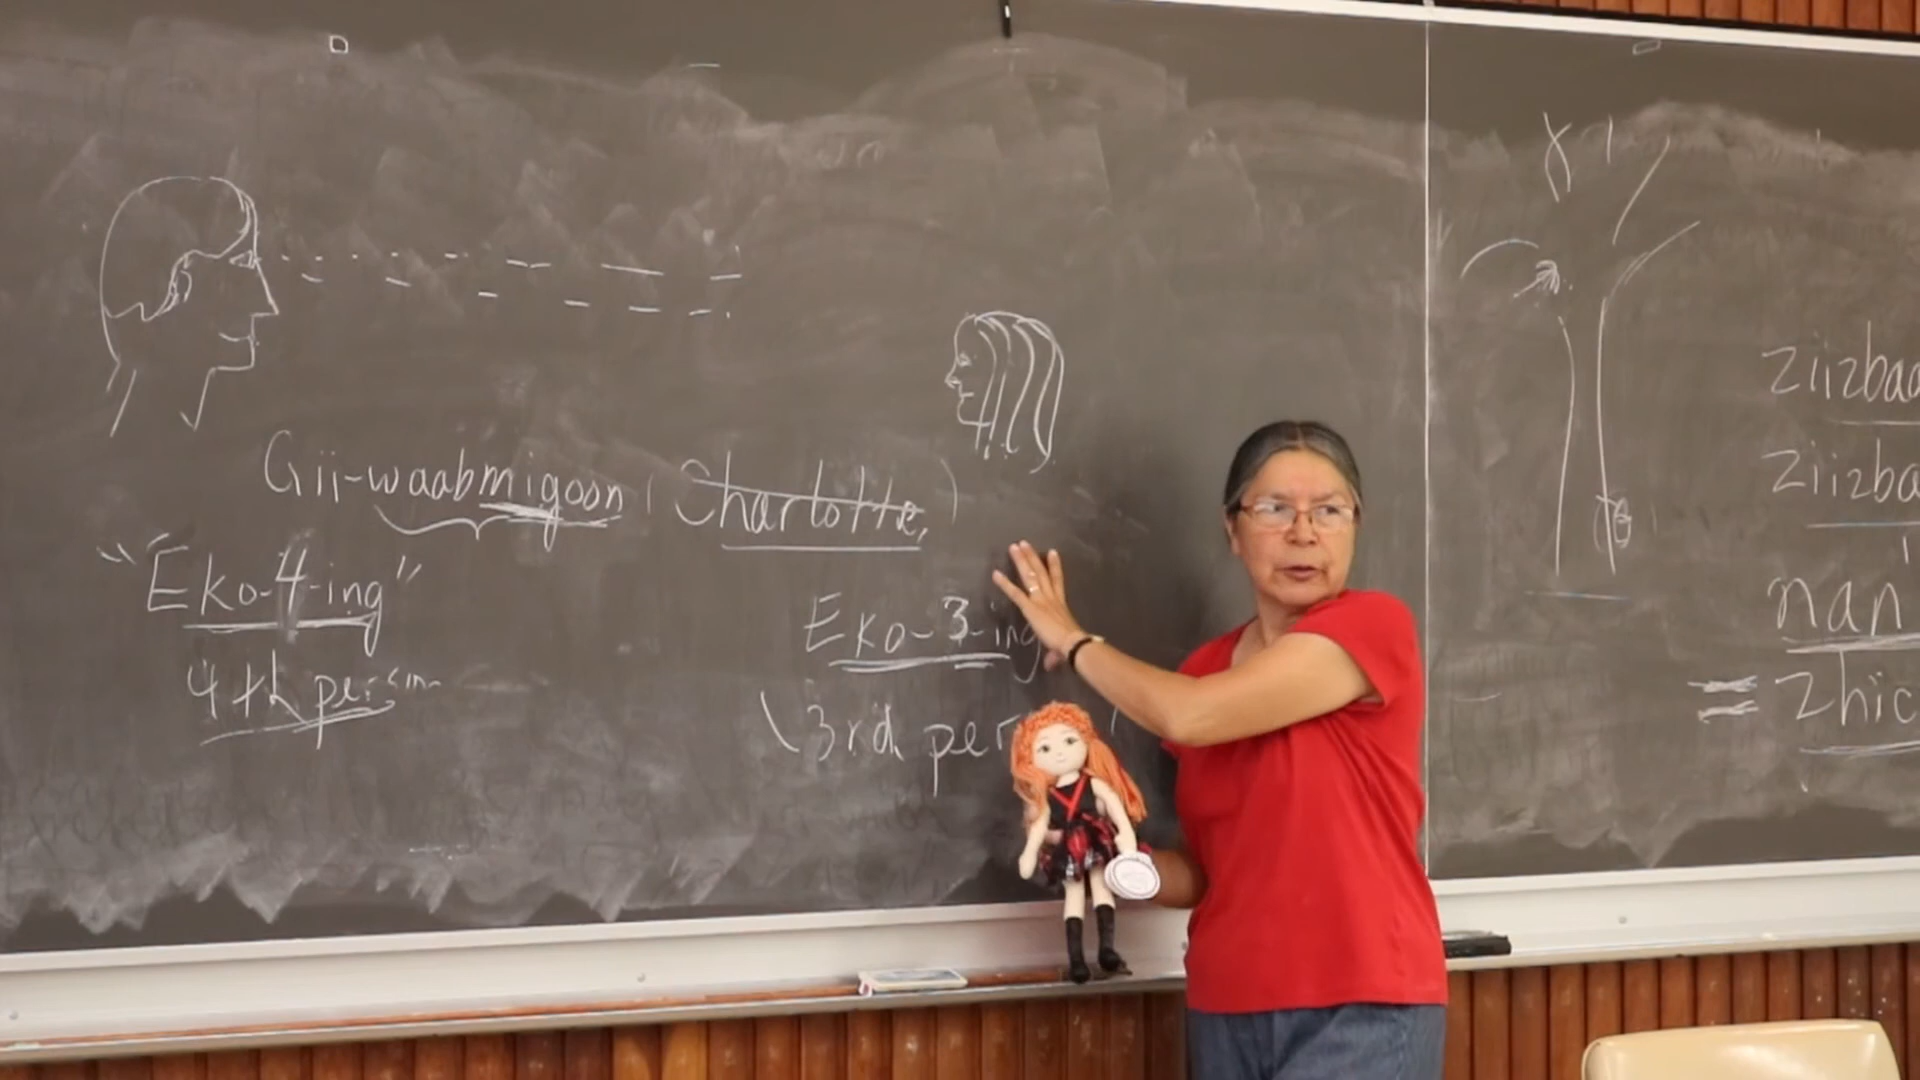 Gii-waabmigoon (Charlotte,)
"Eko-4-ing"
4th person
Eko-3-ing
3rd per
ziizbaa
ziizba
nan
= zhic